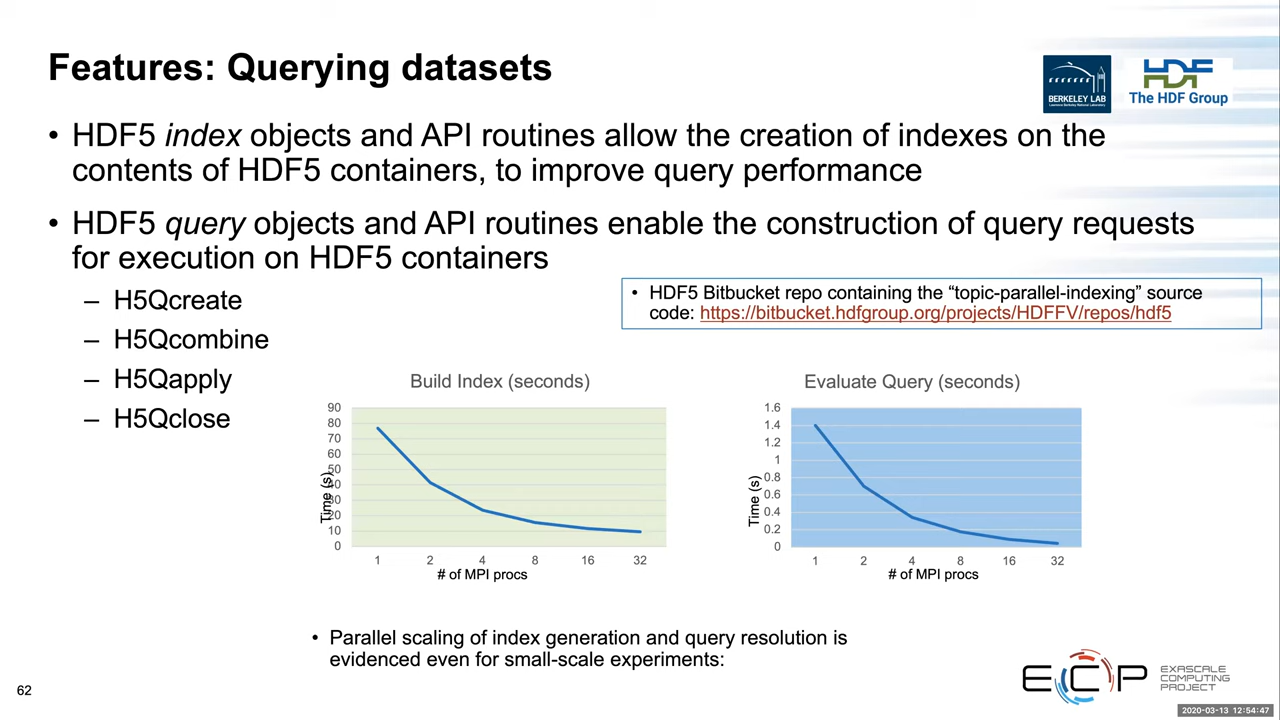 Features: Querying datasets
BERKELEY LAB
HDF
The HDF Group
• HDF5 index objects and API routines allow the creation of indexes on the
contents of HDF5 containers, to improve query performance
• HDF5 query objects and API routines enable the construction of query requests
for execution on HDF5 containers
– H5Qcreate
– H5Qcombine
– H5Qapply
– H5Qclose
• HDF5 Bitbucket repo containing the “topic-parallel-indexing” source
code: https://bitbucket.hdfgroup.org/projects/HDFFV/repos/hdf5
Build Index (seconds)
90
80
70
60
50
40
30
20
10
0
Time (s)
1 2 4 8 16 32
# of MPI procs
Evaluate Query (seconds)
1.6
1.4
1.2
1
0.8
0.6
0.4
0.2
0
Time (s)
1 2 4 8 16 32
# of MPI procs
• Parallel scaling of index generation and query resolution is
evidenced even for small-scale experiments:
ECP
EXASCALE
COMPUTING
PROJECT
62
2020-03-13 12:54:47